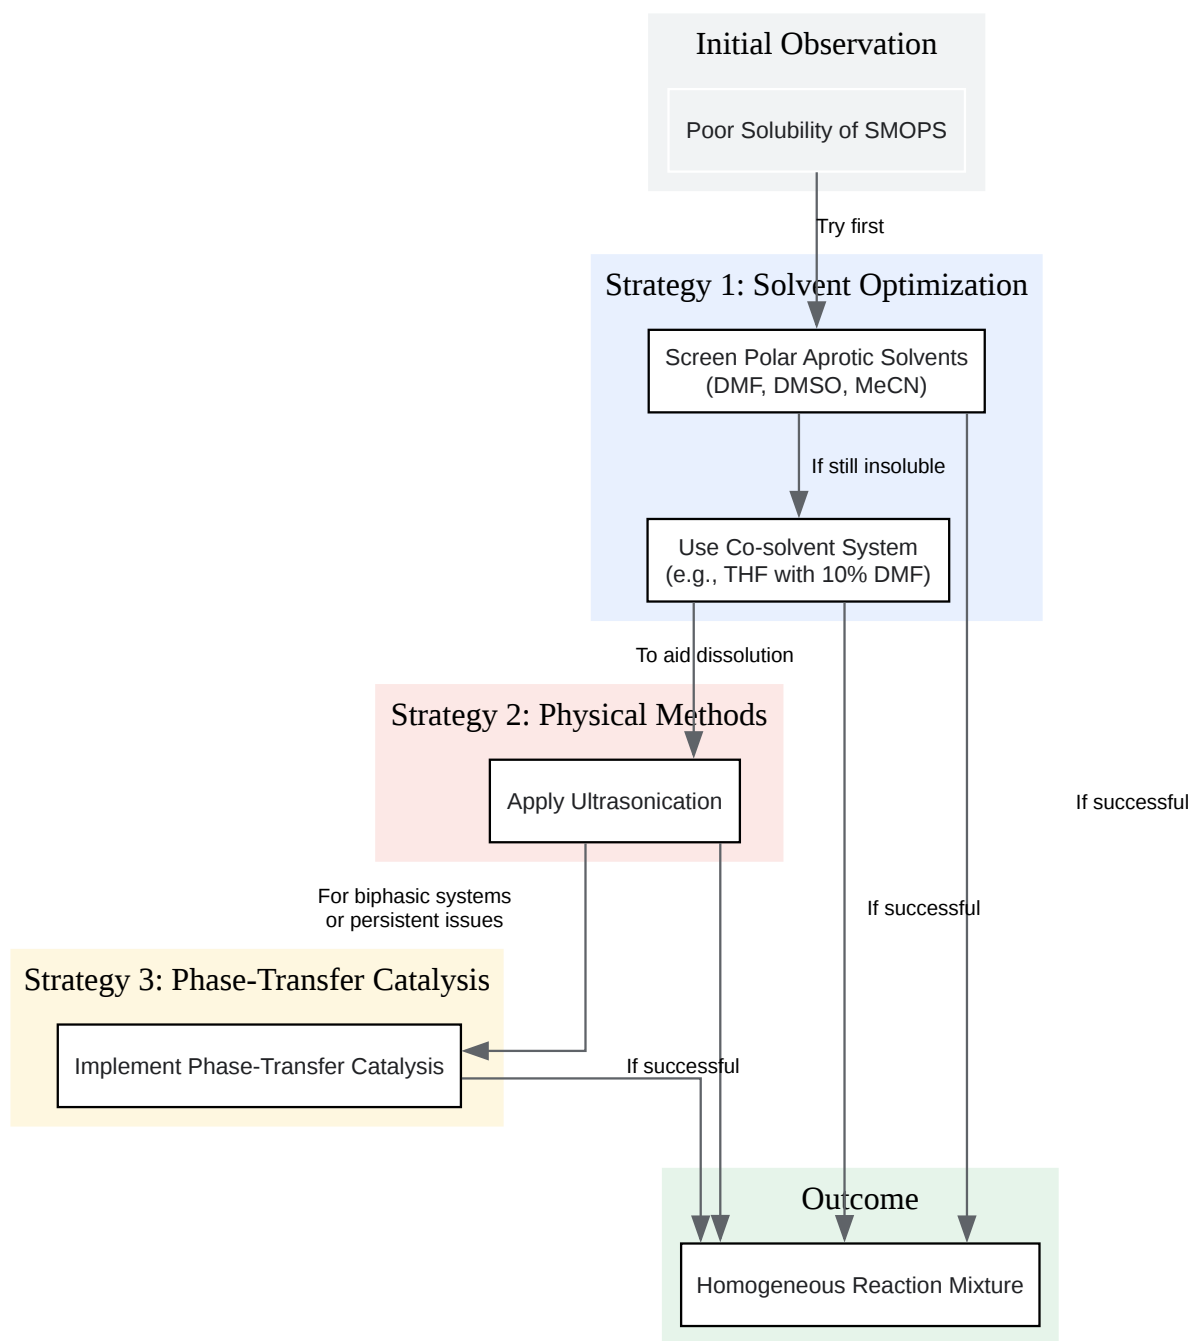 Initial Observation
Poor Solubility of SMOPS
Try first
Strategy 1: Solvent Optimization
Screen Polar Aprotic Solvents
(DMF, DMSO, MeCN)
If still insoluble
Use Co-solvent System
(e.g., THF with 10% DMF)
To aid dissolution
Strategy 2: Physical Methods
Apply Ultrasonication
If successful
For biphasic systems
or persistent issues
If successful
Strategy 3: Phase-Transfer Catalysis
Implement Phase-Transfer Catalysis
If successful
Outcome
Homogeneous Reaction Mixture